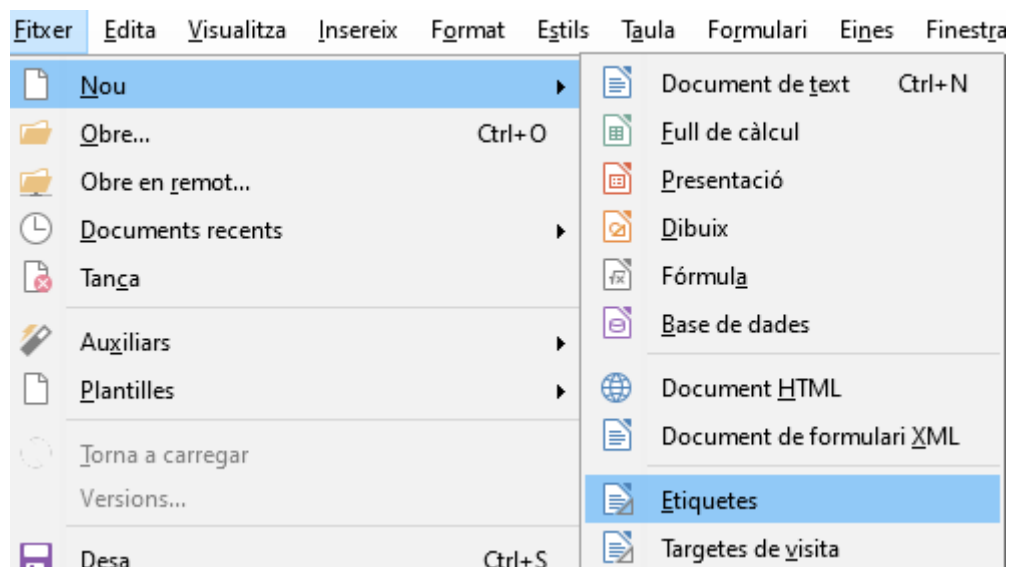 Fitxer Edita Visualitza Insereix Format Estils Taula Formulari Eines Finestra
Nou
Obre... Ctrl+O
Obre en remot...
Documents recents
Tanca
Auxiliars
Plantilles
Torna a carregar
Versions...
Desa Ctrl+S
Document de text Ctrl+N
Full de càlcul
Presentació
Dibuix
Fórmula
Base de dades
Document HTML
Document de formulari XML
Etiquetes
Targetes de visita